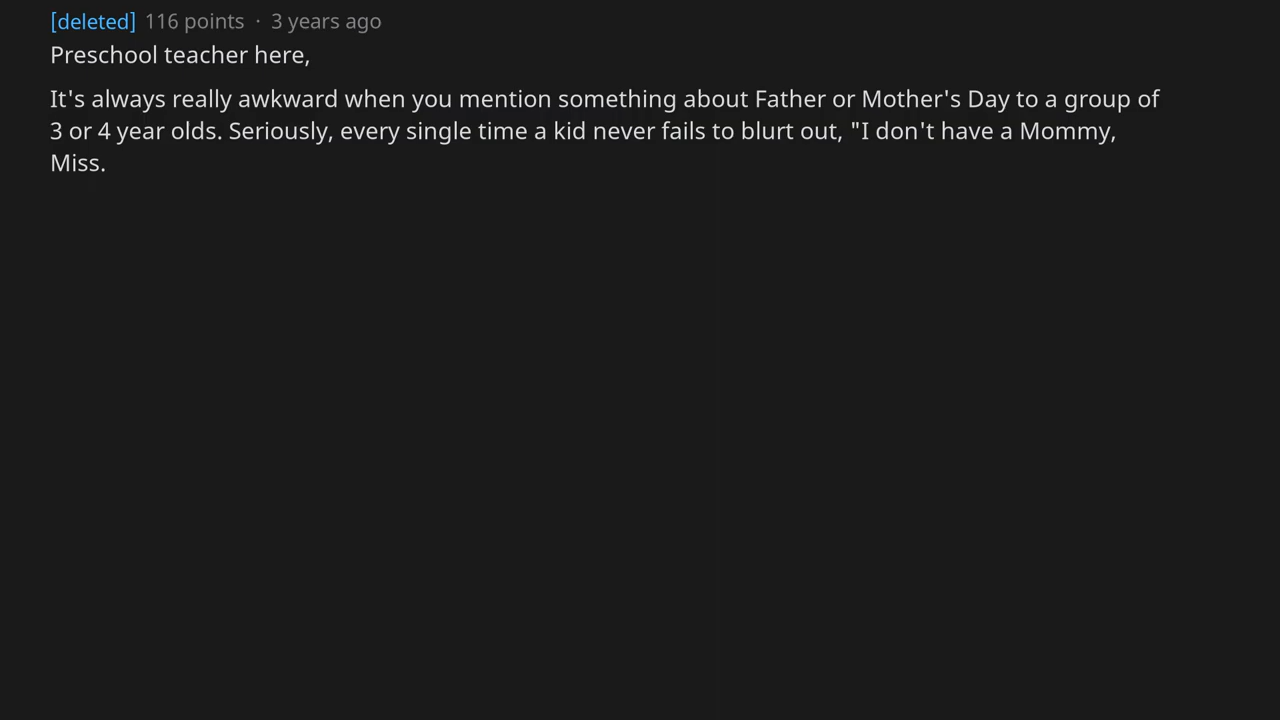 [deleted] 116 points · 3 years ago
Preschool teacher here,
It's always really awkward when you mention something about Father or Mother's Day to a group of
3 or 4 year olds. Seriously, every single time a kid never fails to blurt out, "I don't have a Mommy,
Miss.